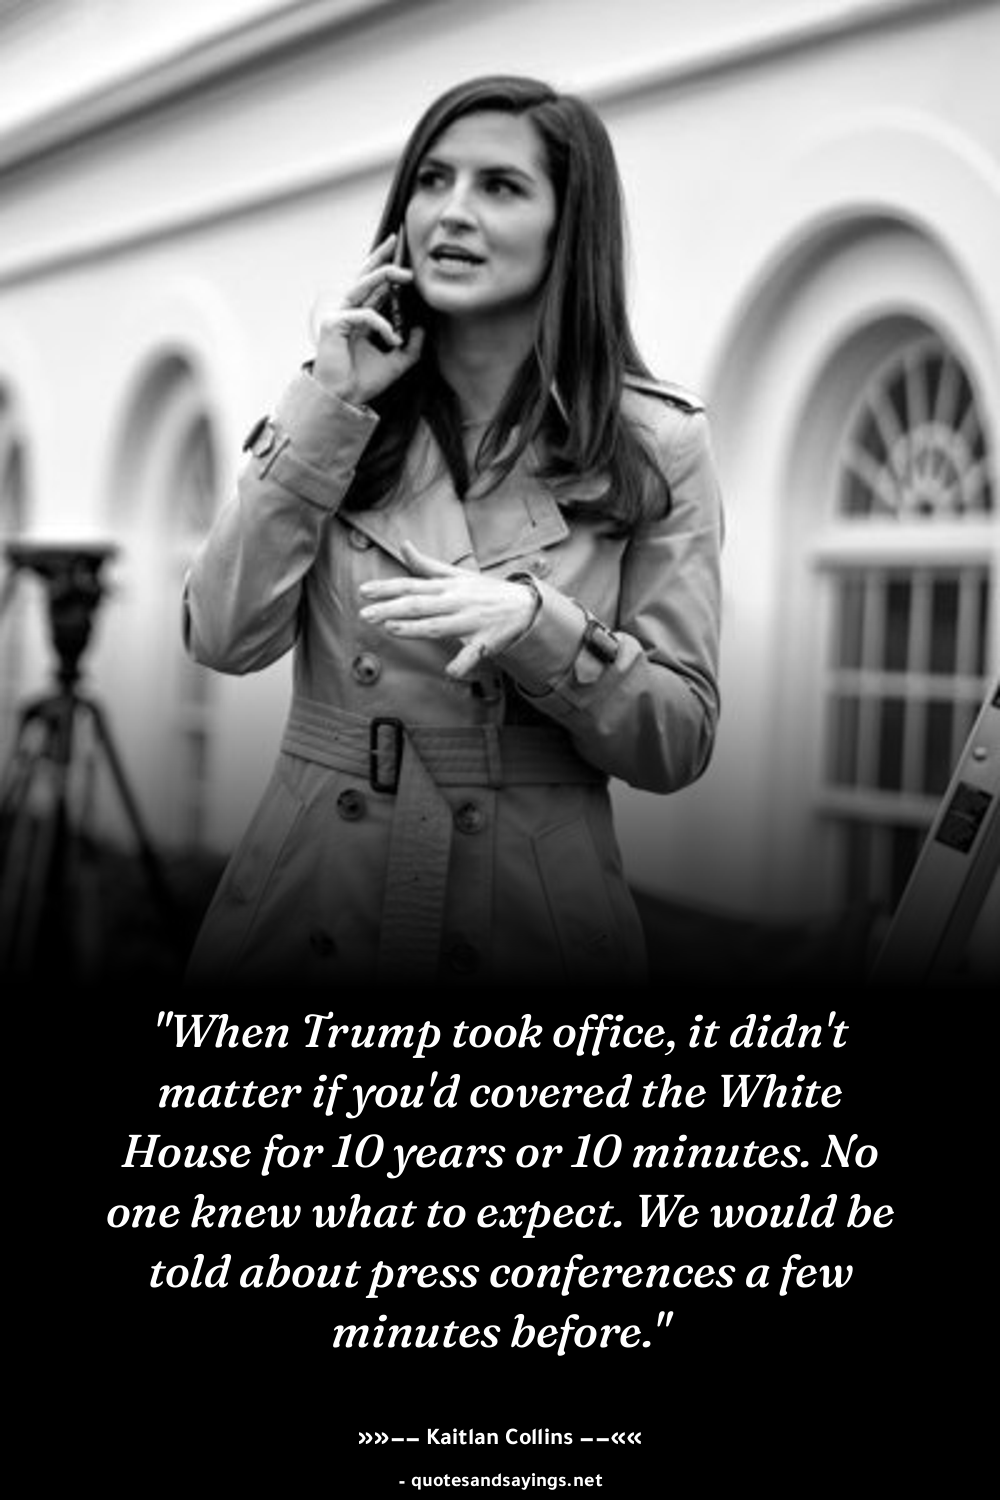 "When Trump took office, it didn't
matter if you'd covered the White
House for 10 years or 10 minutes. No
one knew what to expect. We would be
told about press conferences a few
minutes before."
»»–– Kaitlan Collins ––««
- quotesandsayings.net